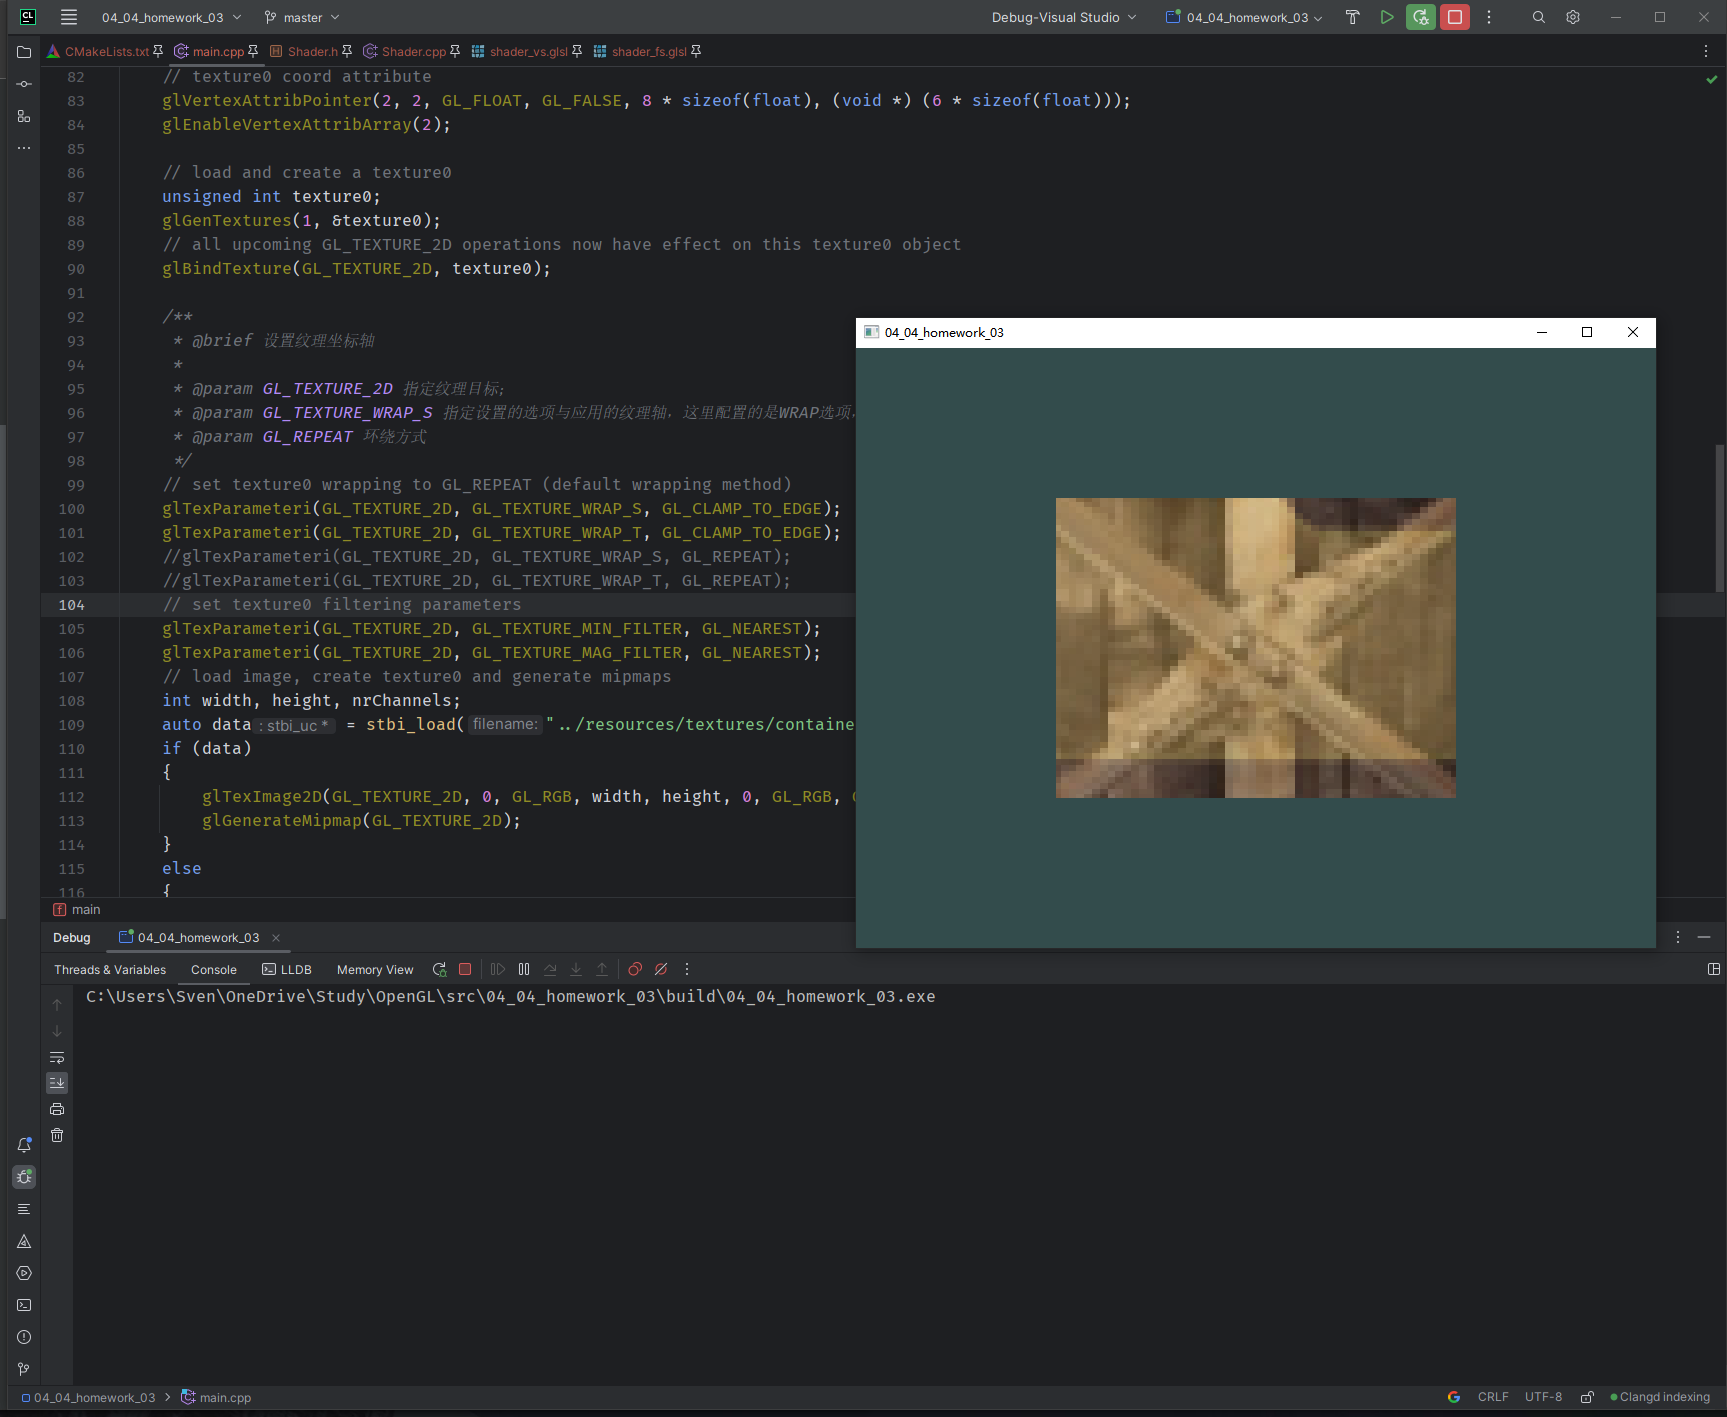 CL 04_04_homework_03 master Debug-Visual Studio 04_04_homework_03
CMakeLists.txt main.cpp Shader.h Shader.cpp shader_vs.glsl shader_fs.glsl
82 // texture0 coord attribute
83 glVertexAttribPointer(2, 2, GL_FLOAT, GL_FALSE, 8 * sizeof(float), (void *) (6 * sizeof(float)));
84 glEnableVertexAttribArray(2);
85
86 // load and create a texture0
87 unsigned int texture0;
88 glGenTextures(1, &texture0);
89 // all upcoming GL_TEXTURE_2D operations now have effect on this texture0 object
90 glBindTexture(GL_TEXTURE_2D, texture0);
91
92 /**
93 * @brief 设置纹理坐标轴
94 *
95 * @param GL_TEXTURE_2D 指定纹理目标;
96 * @param GL_TEXTURE_WRAP_S 指定设置的选项与应用的纹理轴. 这里配置的是WRAP选项,
97 * @param GL_REPEAT 环绕方式
98 */
99 // set texture0 wrapping to GL_REPEAT (default wrapping method)
100 glTexParameteri(GL_TEXTURE_2D, GL_TEXTURE_WRAP_S, GL_CLAMP_TO_EDGE);
101 glTexParameteri(GL_TEXTURE_2D, GL_TEXTURE_WRAP_T, GL_CLAMP_TO_EDGE);
102 //glTexParameteri(GL_TEXTURE_2D, GL_TEXTURE_WRAP_S, GL_REPEAT);
103 //glTexParameteri(GL_TEXTURE_2D, GL_TEXTURE_WRAP_T, GL_REPEAT);
104 // set texture0 filtering parameters
105 glTexParameteri(GL_TEXTURE_2D, GL_TEXTURE_MIN_FILTER, GL_NEAREST);
106 glTexParameteri(GL_TEXTURE_2D, GL_TEXTURE_MAG_FILTER, GL_NEAREST);
107 // load image, create texture0 and generate mipmaps
108 int width, height, nrChannels;
109 auto data : stbi_uc * = stbi_load( filename: "../resources/textures/containe
110 if (data)
111 {
112 glTexImage2D(GL_TEXTURE_2D, 0, GL_RGB, width, height, 0, GL_RGB,
113 glGenerateMipmap(GL_TEXTURE_2D);
114 }
115 else
116 {
04_04_homework_03
main
Debug 04_04_homework_03
Threads & Variables Console LLDB Memory View
C:\Users\Sven\OneDrive\Study\OpenGL\src\04_04_homework_03\build\04_04_homework_03.exe
04_04_homework_03 > main.cpp CRLF UTF-8 Clangd indexing